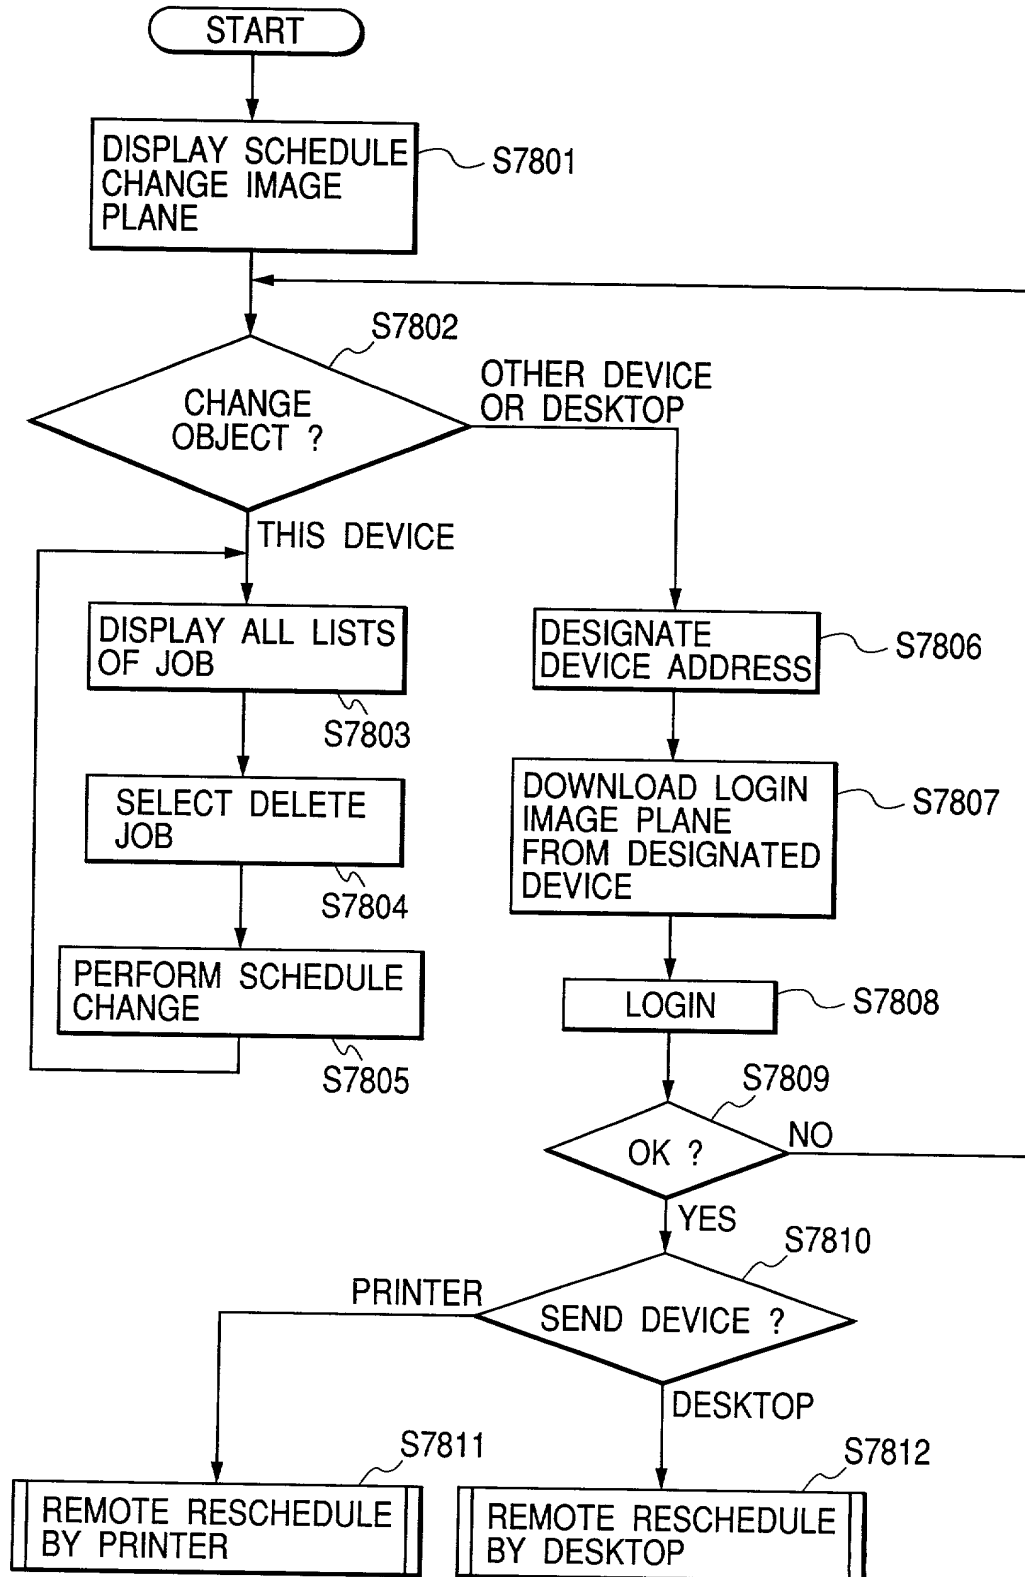 START
DISPLAY SCHEDULE
CHANGE IMAGE
PLANE
S7801
S7802
CHANGE
OBJECT ?
OTHER DEVICE
OR DESKTOP
THIS DEVICE
DISPLAY ALL LISTS
OF JOB
S7803
SELECT DELETE
JOB
S7804
PERFORM SCHEDULE
CHANGE
S7805
DESIGNATE
DEVICE ADDRESS
S7806
DOWNLOAD LOGIN
IMAGE PLANE
FROM DESIGNATED
DEVICE
S7807
LOGIN
S7808
S7809
OK ?
NO
YES
S7810
SEND DEVICE ?
PRINTER
DESKTOP
S7811
REMOTE RESCHEDULE
BY PRINTER
S7812
REMOTE RESCHEDULE
BY DESKTOP